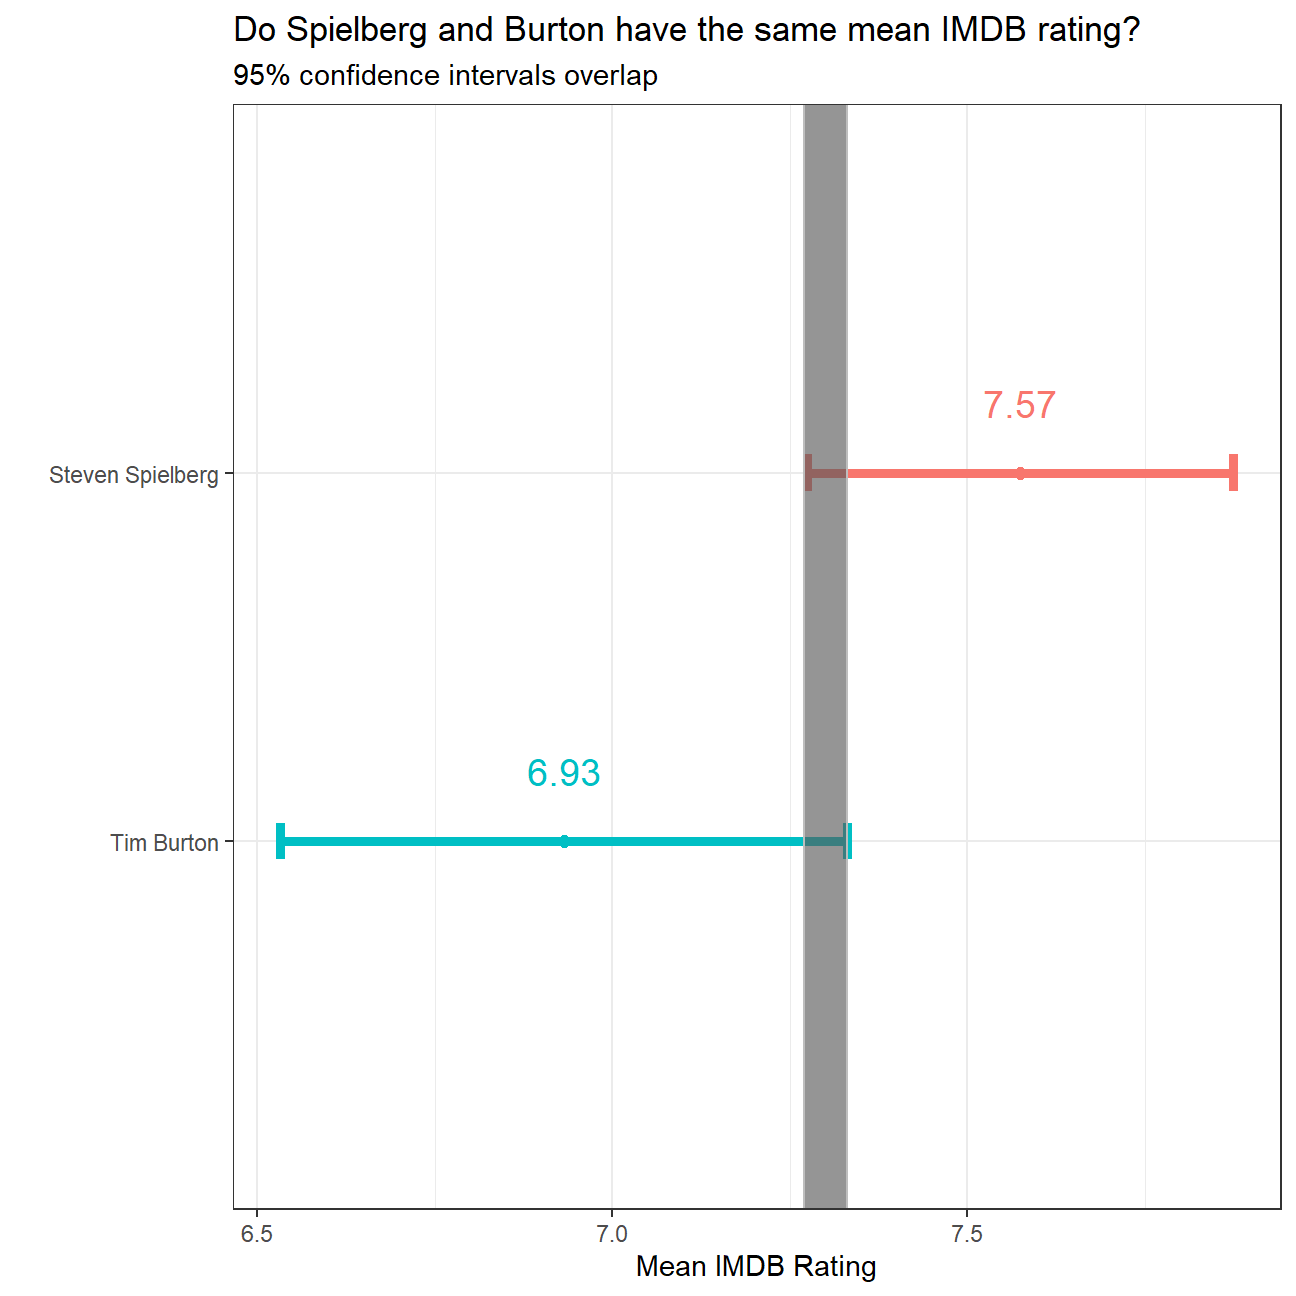 Do Spielberg and Burton have the same mean IMDB rating?
95% confidence intervals overlap
7.57
Steven Spielberg
6.93
Tim Burton
6.5 7.0 7.5
Mean IMDB Rating